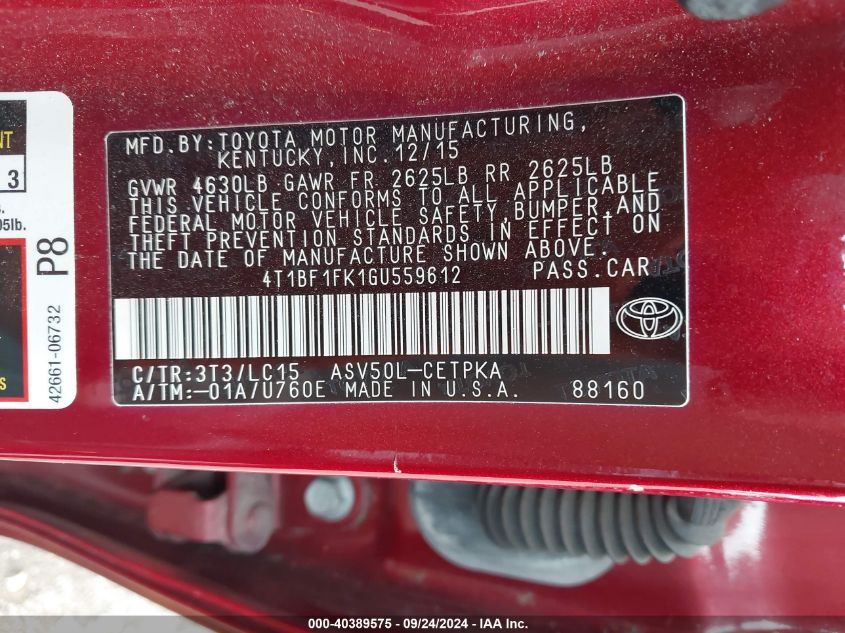 MFD.BY:TOYOTA MOTOR MANUFACTURING,
KENTUCKY,INC.12/15
GVWR 4630LB GAWR FR 2625LB RR 2625LB
THIS VEHICLE CONFORMS TO ALL APPLICABLE
FEDERAL MOTOR VEHICLE SAFETY,BUMPER,AND
THEFT PREVENTION STANDARDS IN EFFECT ON
THE DATE OF MANUFACTURE SHOWN ABOVE.
4T1BF1FK1GU559612 PASS.CAR
C/TR:3T3/LC15 ASV50L-CETPKA
A/TM:-01A/U760E MADE IN U.S.A. 88160
3
P8
42661-06732
000-40389575 - 09/24/2024 - IAAI.COM